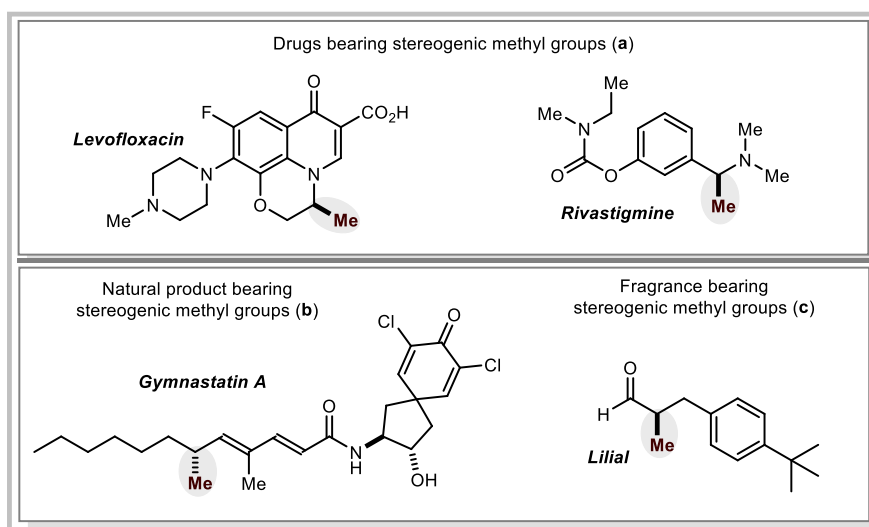 Drugs bearing stereogenic methyl groups (a)
Levofloxacin
F
O
CO₂H
N
N
N
Me
O
Me
Me
Me
N
O
O
Me
N
Me
Me
Rivastigmine
Natural product bearing
stereogenic methyl groups (b)
Gymnastatin A
Cl
O
Cl
O
N
H
OH
Me
Me
Fragrance bearing
stereogenic methyl groups (c)
O
H
Me
Lilial